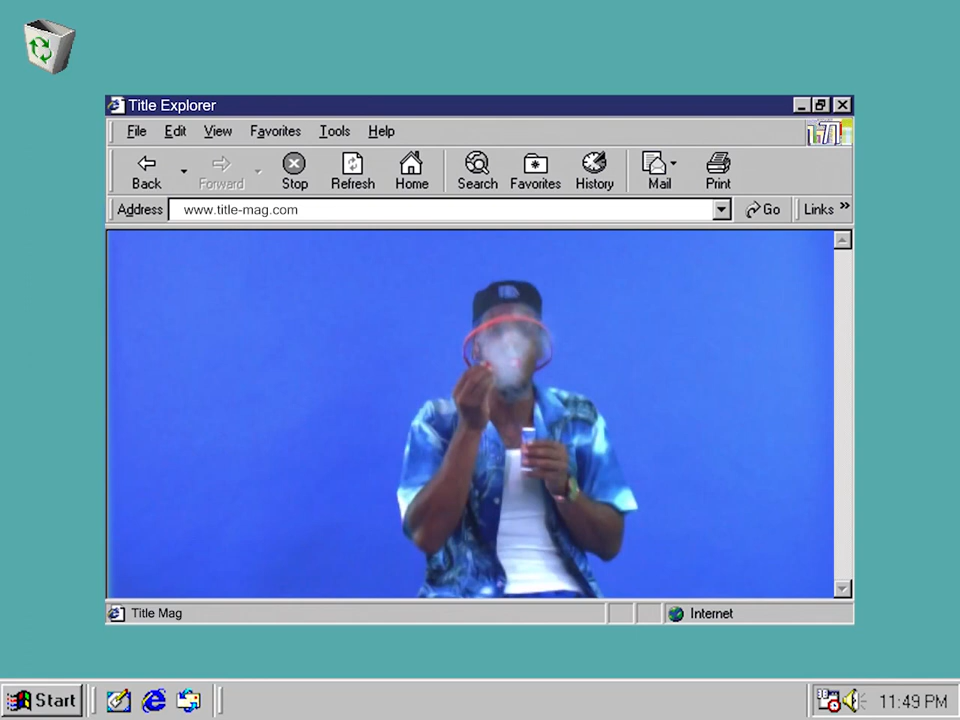 Title Explorer
File Edit View Favorites Tools Help
Back Forward Stop Refresh Home Search Favorites History Mail Print
Address www.title-mag.com Go Links »
Title Mag Internet
Start 11:49 PM